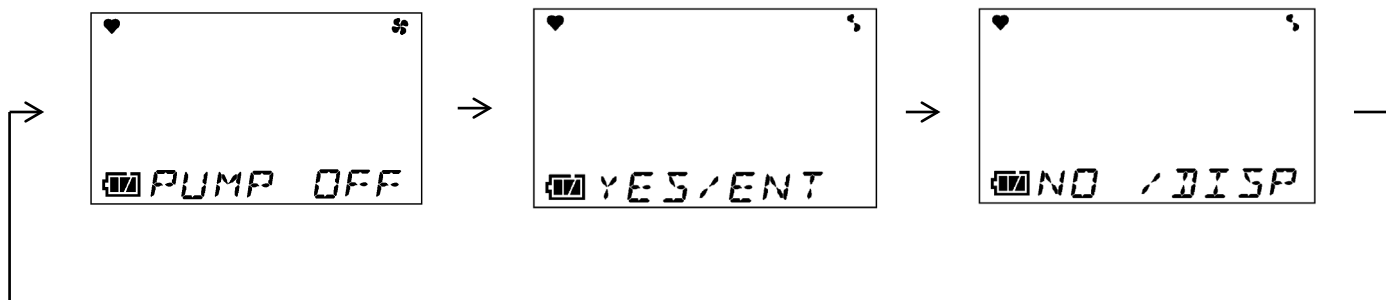 PUMP OFF
YES/ENT
NO /DISP